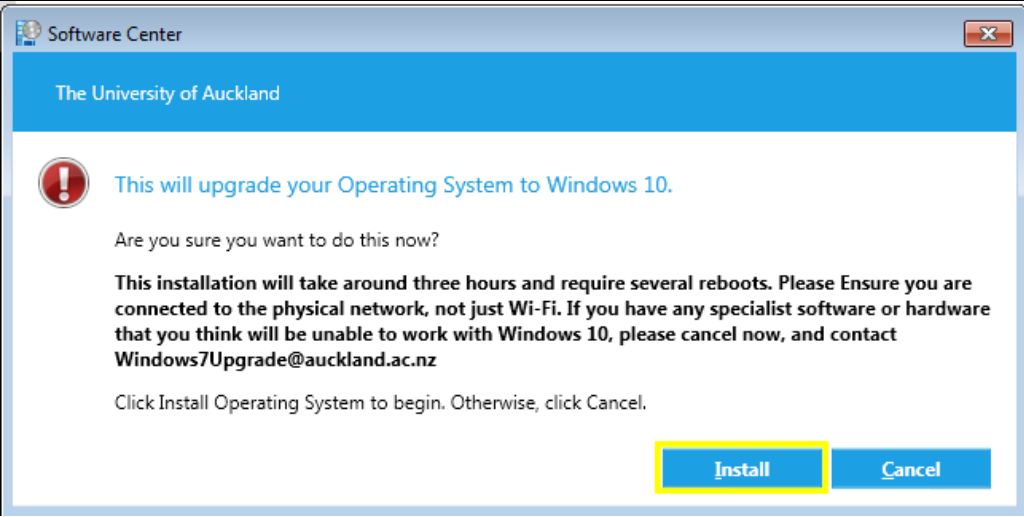 Software Center
The University of Auckland
This will upgrade your Operating System to Windows 10.
Are you sure you want to do this now?
This installation will take around three hours and require several reboots. Please Ensure you are
connected to the physical network, not just Wi-Fi. If you have any specialist software or hardware
that you think will be unable to work with Windows 10, please cancel now, and contact
Windows7Upgrade@auckland.ac.nz
Click Install Operating System to begin. Otherwise, click Cancel.
Install Cancel